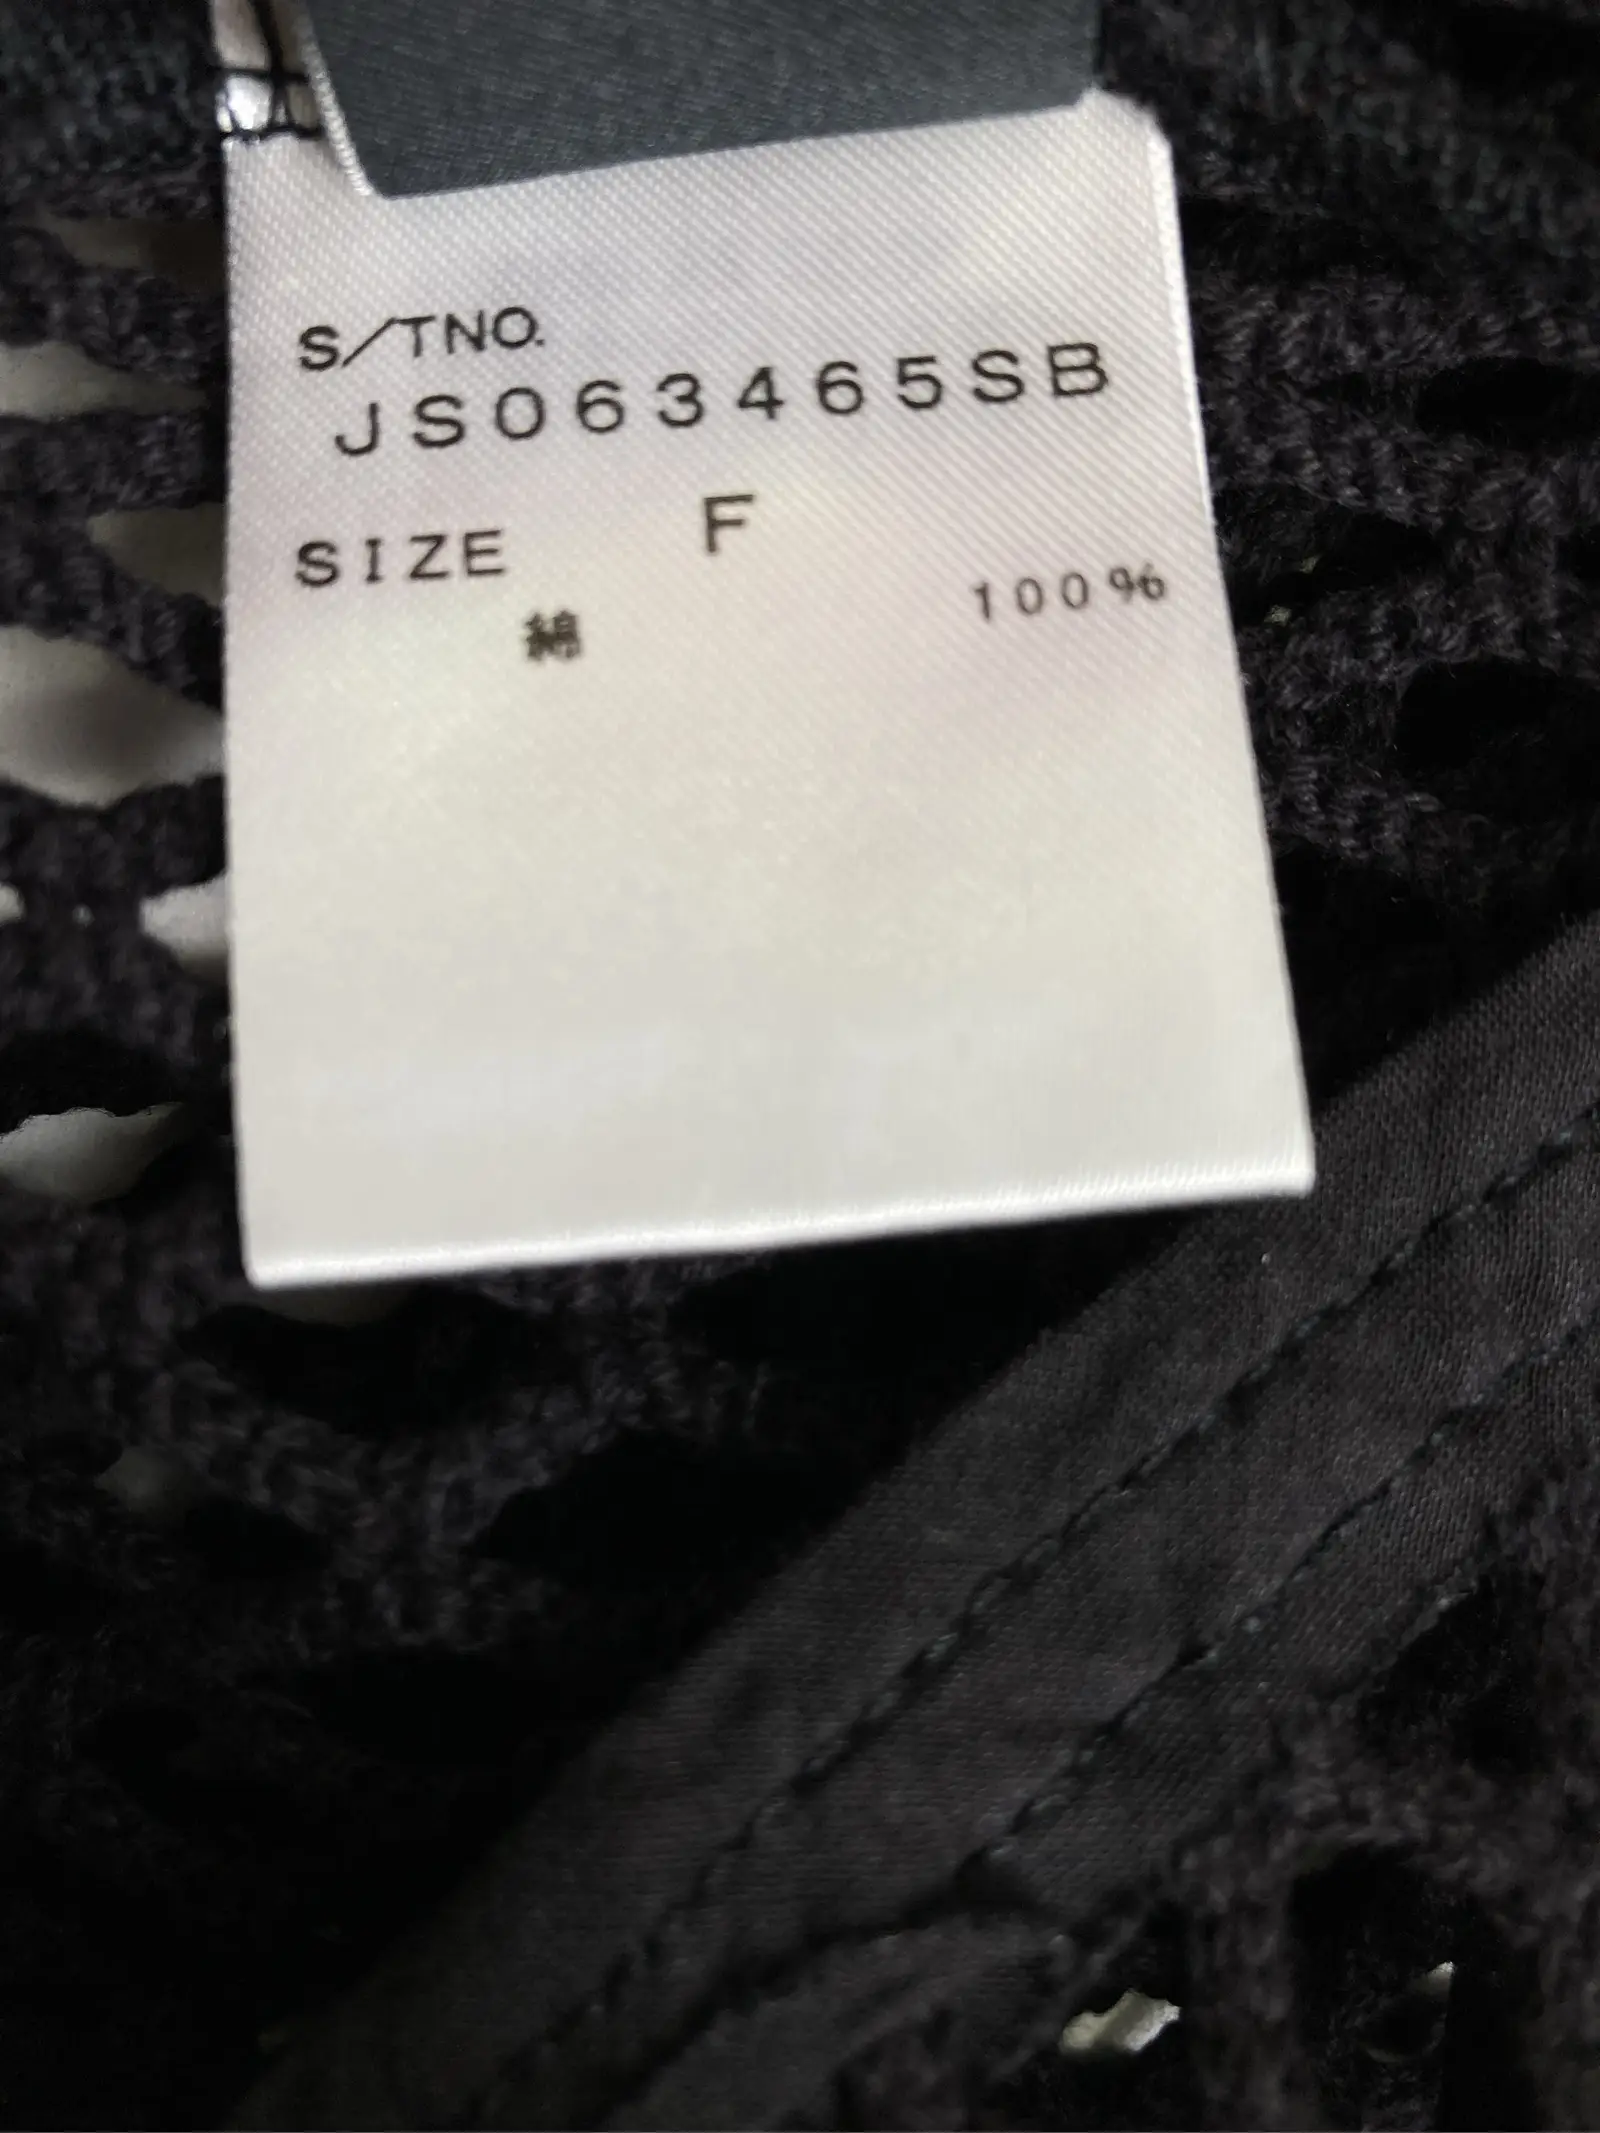 S/TNO.
JS063465SB
SIZE F
綿 100%